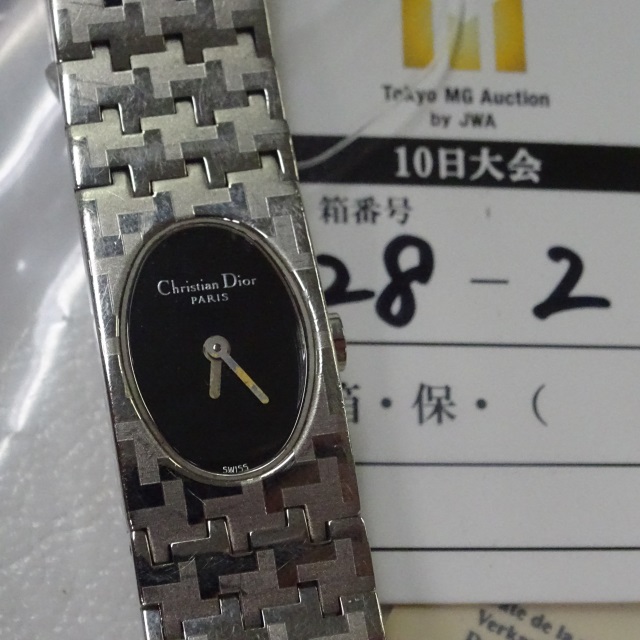 Christian Dior
PARIS
SWISS
Tokyo MG Auction
by JWA
10日大会
箱番号
28-2
箱・保・(